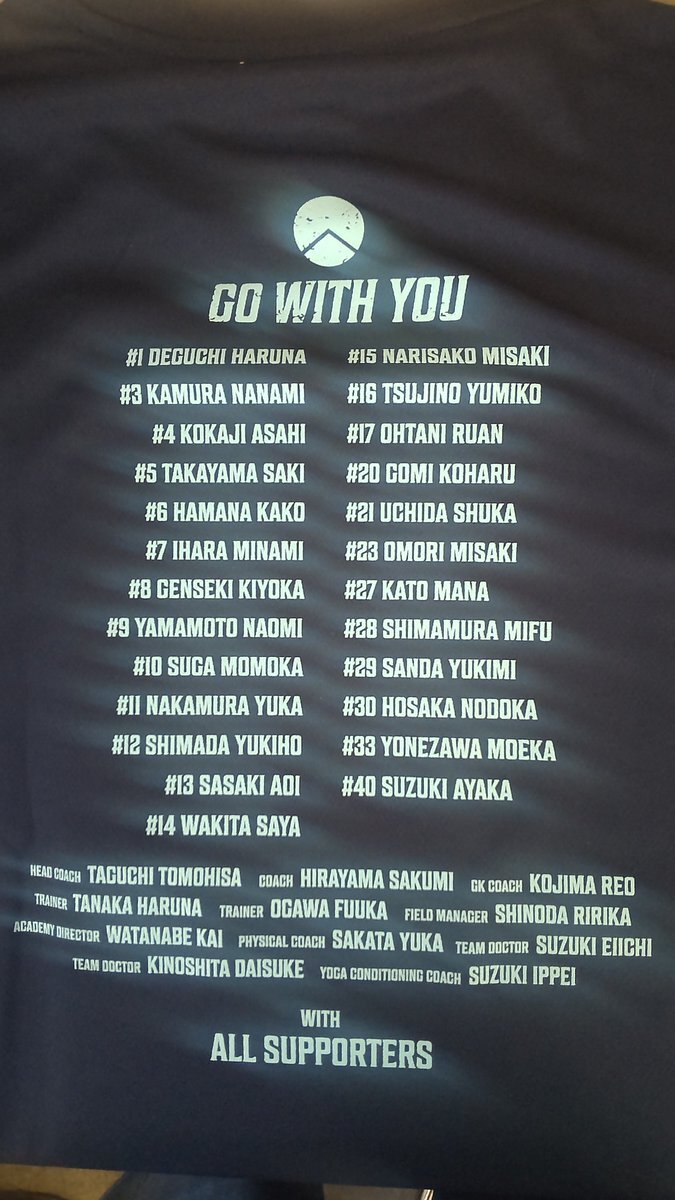 GO WITH YOU
#1 DEGUCHI HARUNA
#3 KAMURA NANAMI
#4 KOKAJI ASAHI
#5 TAKAYAMA SAKI
#6 HAMANA KAKO
#7 IHARA MINAMI
#8 GENSEKI KIYOKA
#9 YAMAMOTO NAOMI
#10 SUGA MOMOKA
#11 NAKAMURA YUKA
#12 SHIMADA YUKIHO
#13 SASAKI AOI
#14 WAKITA SAYA
#15 NARISAKO MISAKI
#16 TSUJINO YUMIKO
#17 OHTANI RUAN
#20 GOMI KOHARU
#21 UCHIDA SHUKA
#23 OMORI MISAKI
#27 KATO MANA
#28 SHIMAMURA MIFU
#29 SANDA YUKIMI
#30 HOSAKA NODOKA
#33 YONEZAWA MOEKA
#40 SUZUKI AYAKA
HEAD COACH TAGUCHI TOMOHISA COACH HIRAYAMA SAKUMI GK COACH KOJIMA REO
TRAINER TANAKA HARUNA TRAINER OGAWA FUUKA FIELD MANAGER SHINODA RIRIKA
ACADEMY DIRECTOR WATANABE KAI PHYSICAL COACH SAKATA YUKA TEAM DOCTOR SUZUKI EIICHI
TEAM DOCTOR KINOSHITA DAISUKE YOGA CONDITIONING COACH SUZUKI IPPEI
WITH
ALL SUPPORTERS